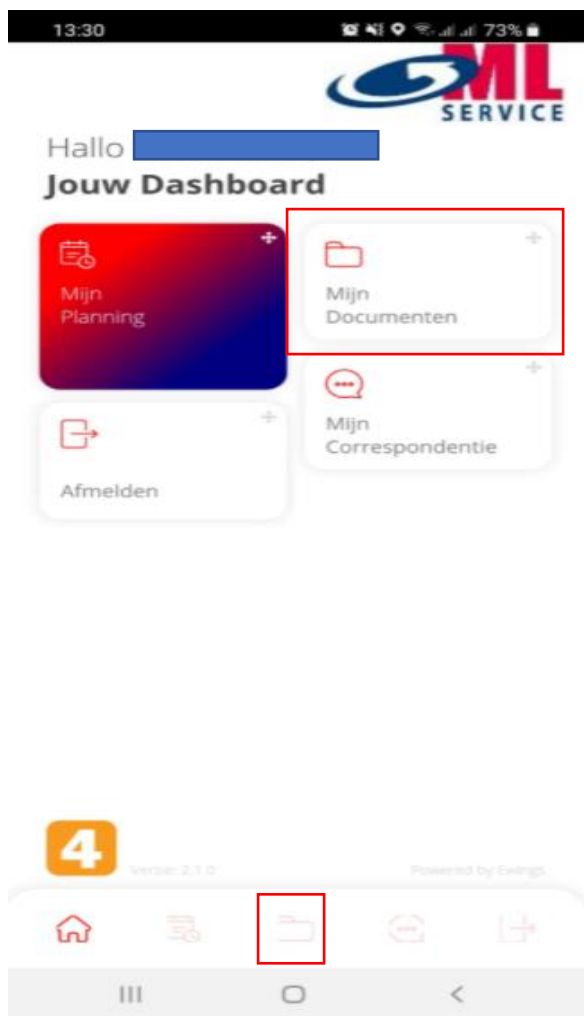 13:30
73%
ML
SERVICE
Hallo
Jouw Dashboard
Mijn
Planning
Mijn
Documenten
Mijn
Correspondentie
Afmelden
4
Versie: 2.1.0
Powered by Ewings